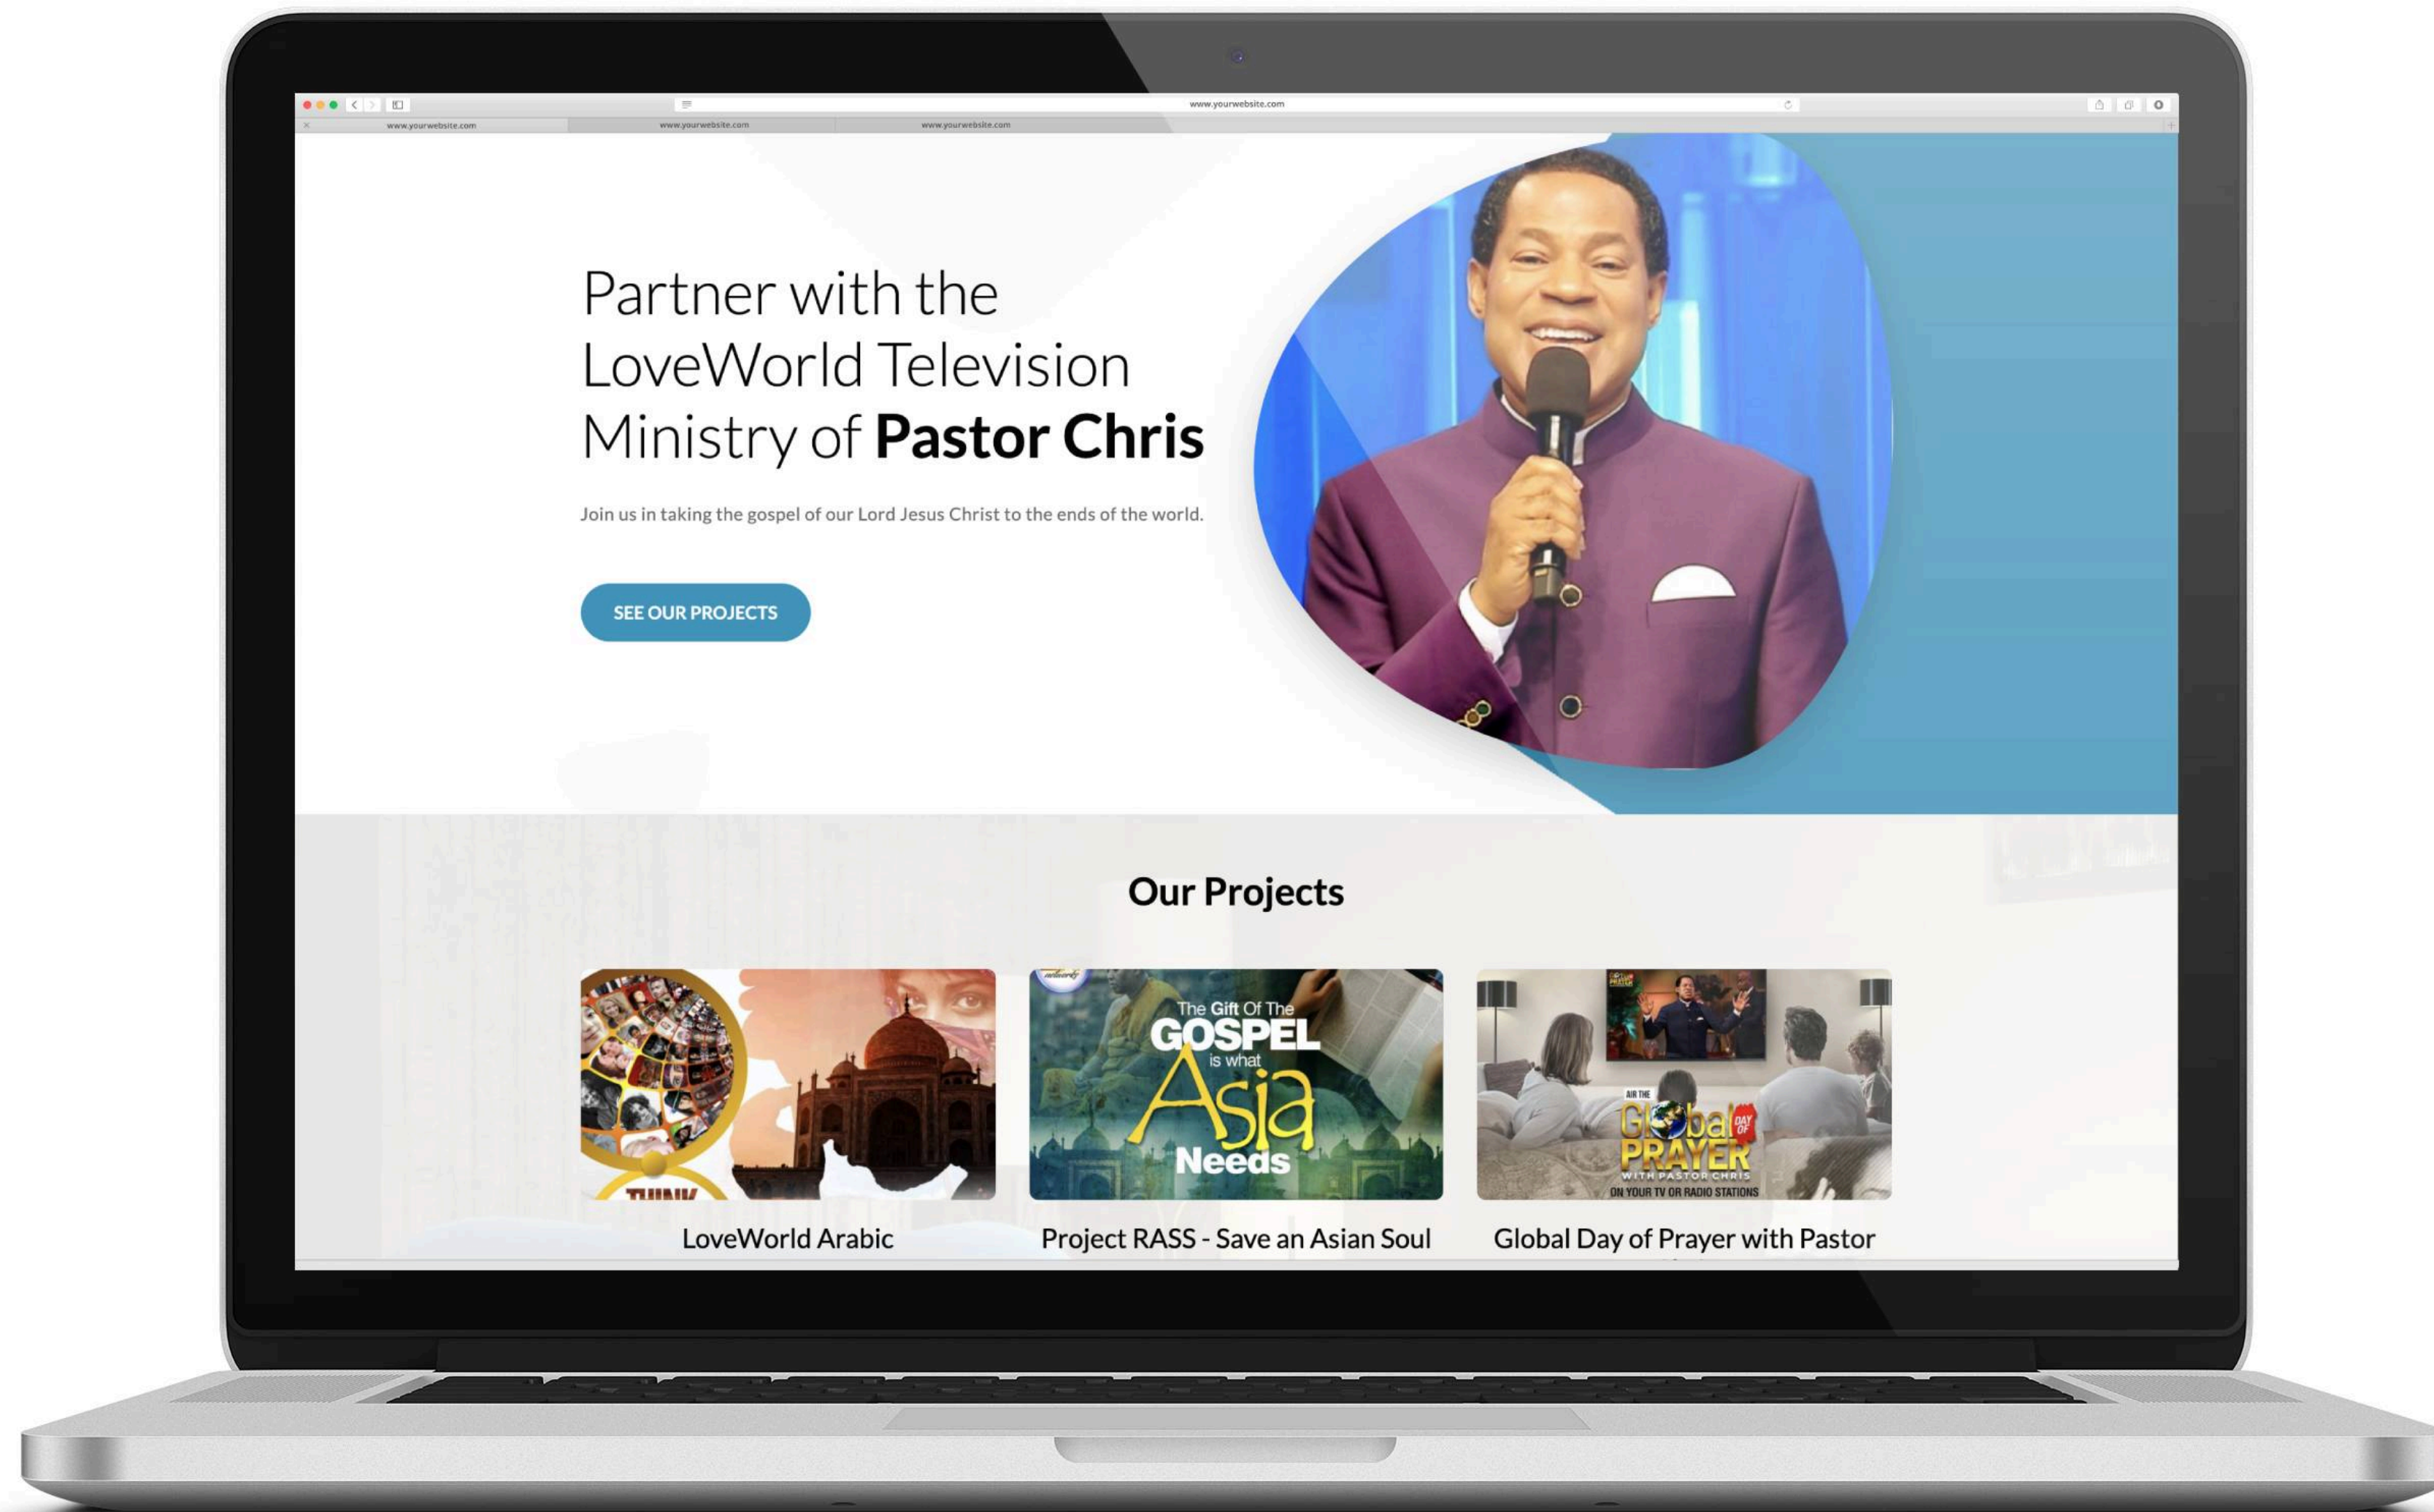 www.yourwebsite.com
www.yourwebsite.com
www.yourwebsite.com
www.yourwebsite.com
Partner with the
LoveWorld Television
Ministry of Pastor Chris
Join us in taking the gospel of our Lord Jesus Christ to the ends of the world.
SEE OUR PROJECTS
Our Projects
THINK
networks
The Gift Of The
GOSPEL
is what
Asia
Needs
AIR THE
Global DAY OF
PRAYER
WITH PASTOR CHRIS
ON YOUR TV OR RADIO STATIONS
LoveWorld Arabic
Project RASS - Save an Asian Soul
Global Day of Prayer with Pastor